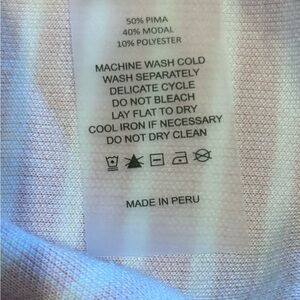 50% PIMA
40% MODAL
10% POLYESTER
MACHINE WASH COLD
WASH SEPARATELY
DELICATE CYCLE
DO NOT BLEACH
LAY FLAT TO DRY
COOL IRON IF NECESSARY
DO NOT DRY CLEAN
MADE IN PERU